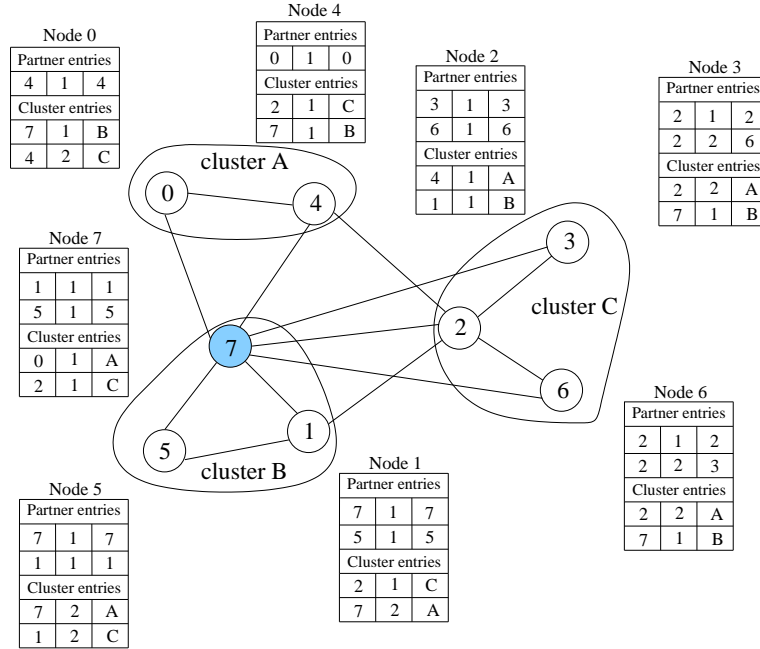 Node 0
Partner entries
4 1 4
Cluster entries
7 1 B
4 2 C
Node 4
Partner entries
0 1 0
Cluster entries
2 1 C
7 1 B
Node 2
Partner entries
3 1 3
6 1 6
Cluster entries
4 1 A
1 1 B
Node 3
Partner entries
2 1 2
2 2 6
Cluster entries
2 2 A
7 1 B
cluster A
0
4
Node 7
Partner entries
1 1 1
5 1 5
Cluster entries
0 1 A
2 1 C
3
cluster C
2
6
7
5
1
cluster B
Node 6
Partner entries
2 1 2
2 2 3
Cluster entries
2 2 A
7 1 B
Node 5
Partner entries
7 1 7
1 1 1
Cluster entries
7 2 A
1 2 C
Node 1
Partner entries
7 1 7
5 1 5
Cluster entries
2 1 C
7 2 A